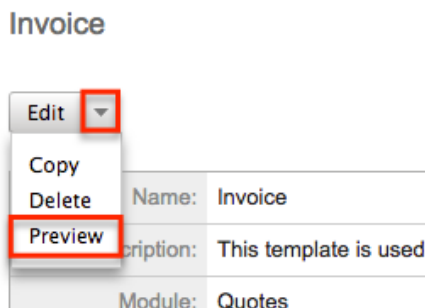 Invoice
Edit
Copy
Delete
Name: Invoice
Preview
cription: This template is used
Module: Quotes